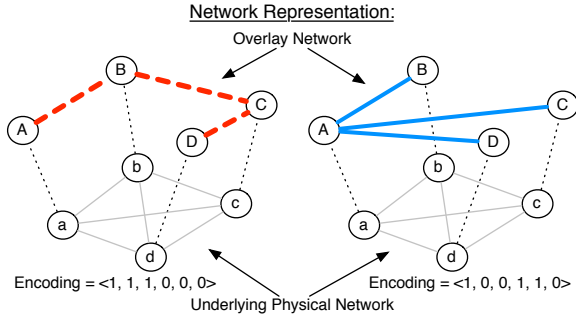 Network Representation:
Overlay Network
B
A
C
D
b
a
c
d
B
A
C
D
b
a
c
d
Encoding = <1, 1, 1, 0, 0, 0>
Encoding = <1, 0, 0, 1, 1, 0>
Underlying Physical Network